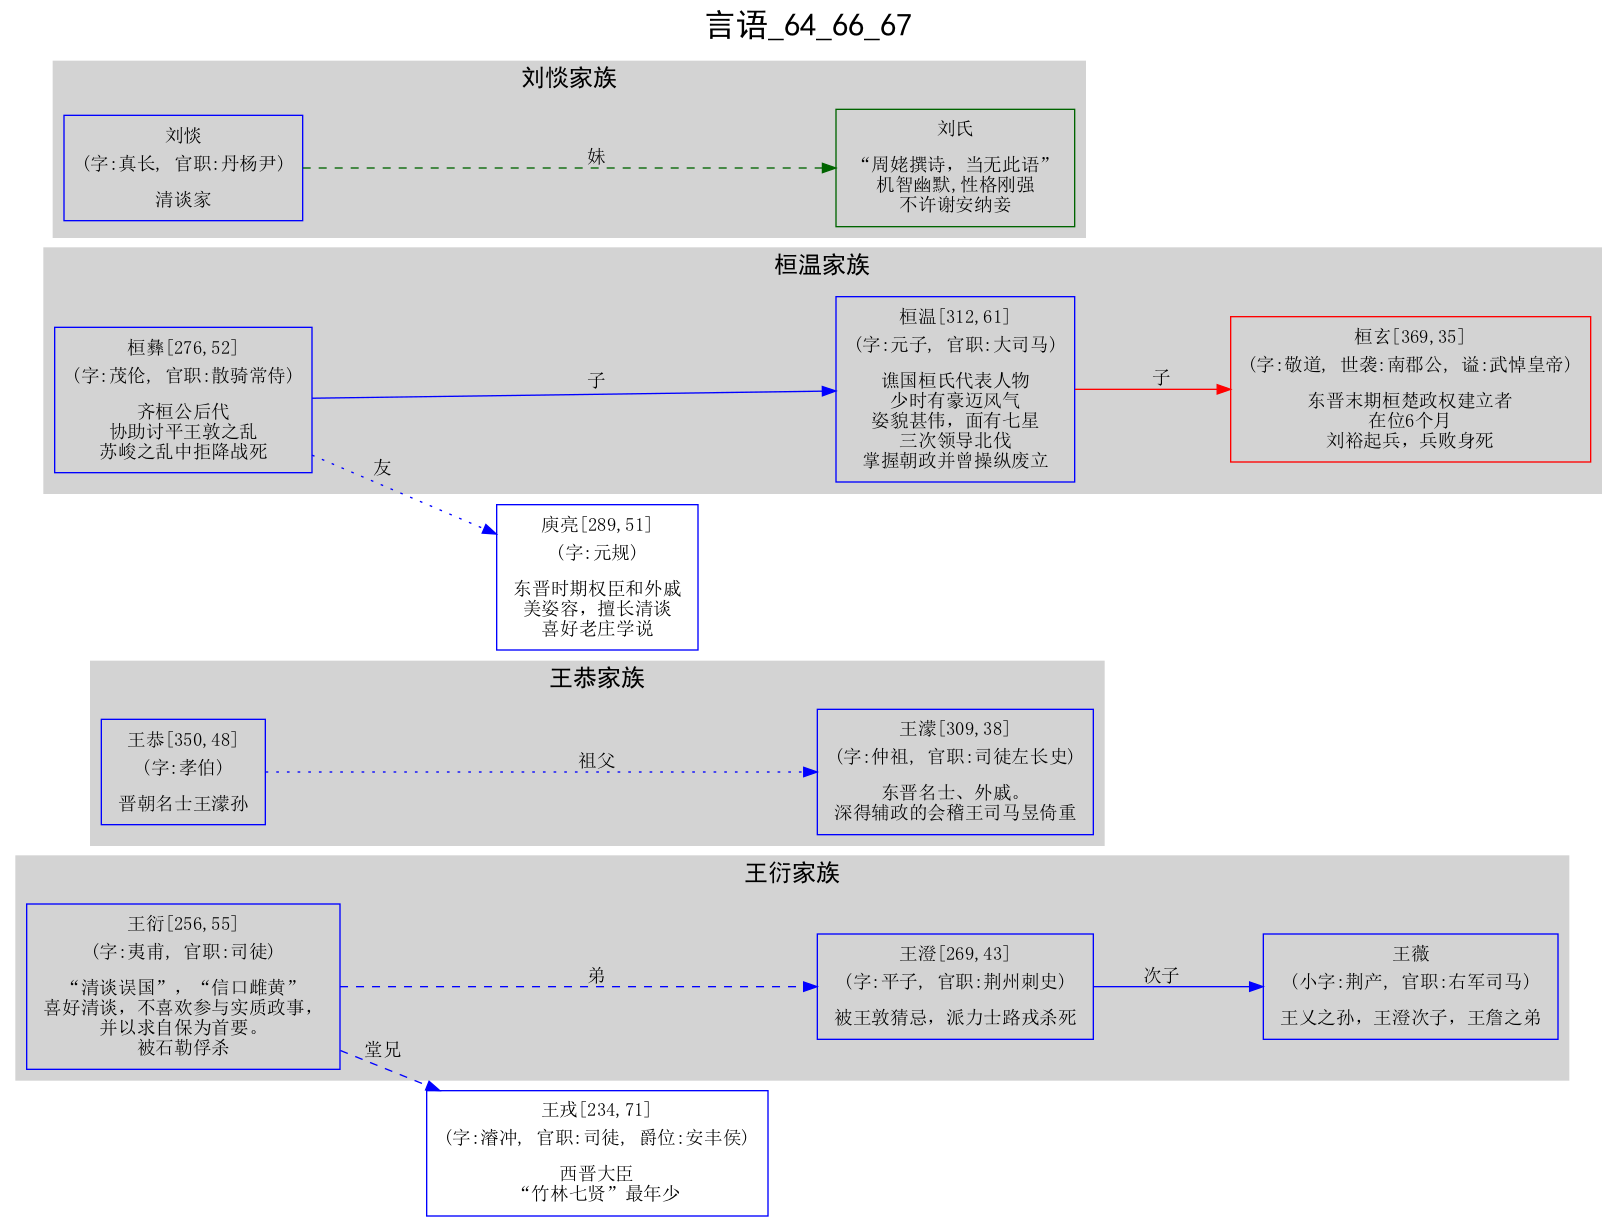 言语_64_66_67
刘惔家族
刘惔
(字:真长, 官职:丹杨尹)
清谈家
妹
刘氏
“周姥撰诗，当无此语”
机智幽默,性格刚强
不许谢安纳妾
桓温家族
桓彝[276,52]
(字:茂伦, 官职:散骑常侍)
齐桓公后代
协助讨平王敦之乱
苏峻之乱中拒降战死
子
桓温[312,61]
(字:元子, 官职:大司马)
谯国桓氏代表人物
少时有豪迈风气
姿貌甚伟，面有七星
三次领导北伐
掌握朝政并曾操纵废立
子
桓玄[369,35]
(字:敬道, 世袭:南郡公, 谥:武悼皇帝)
东晋末期桓楚政权建立者
在位6个月
刘裕起兵，兵败身死
友
庾亮[289,51]
(字:元规)
东晋时期权臣和外戚
美姿容，擅长清谈
喜好老庄学说
王恭家族
王恭[350,48]
(字:孝伯)
晋朝名士王濛孙
祖父
王濛[309,38]
(字:仲祖, 官职:司徒左长史)
东晋名士、外戚。
深得辅政的会稽王司马昱倚重
王衍家族
王衍[256,55]
(字:夷甫, 官职:司徒)
“清谈误国”，“信口雌黄”
喜好清谈，不喜欢参与实质政事，
并以求自保为首要。
被石勒俘杀
弟
王澄[269,43]
(字:平子, 官职:荆州刺史)
被王敦猜忌，派力士路戎杀死
次子
王薇
(小字:荆产, 官职:右军司马)
王乂之孙，王澄次子，王詹之弟
堂兄
王戎[234,71]
(字:濬冲, 官职:司徒, 爵位:安丰侯)
西晋大臣
“竹林七贤”最年少